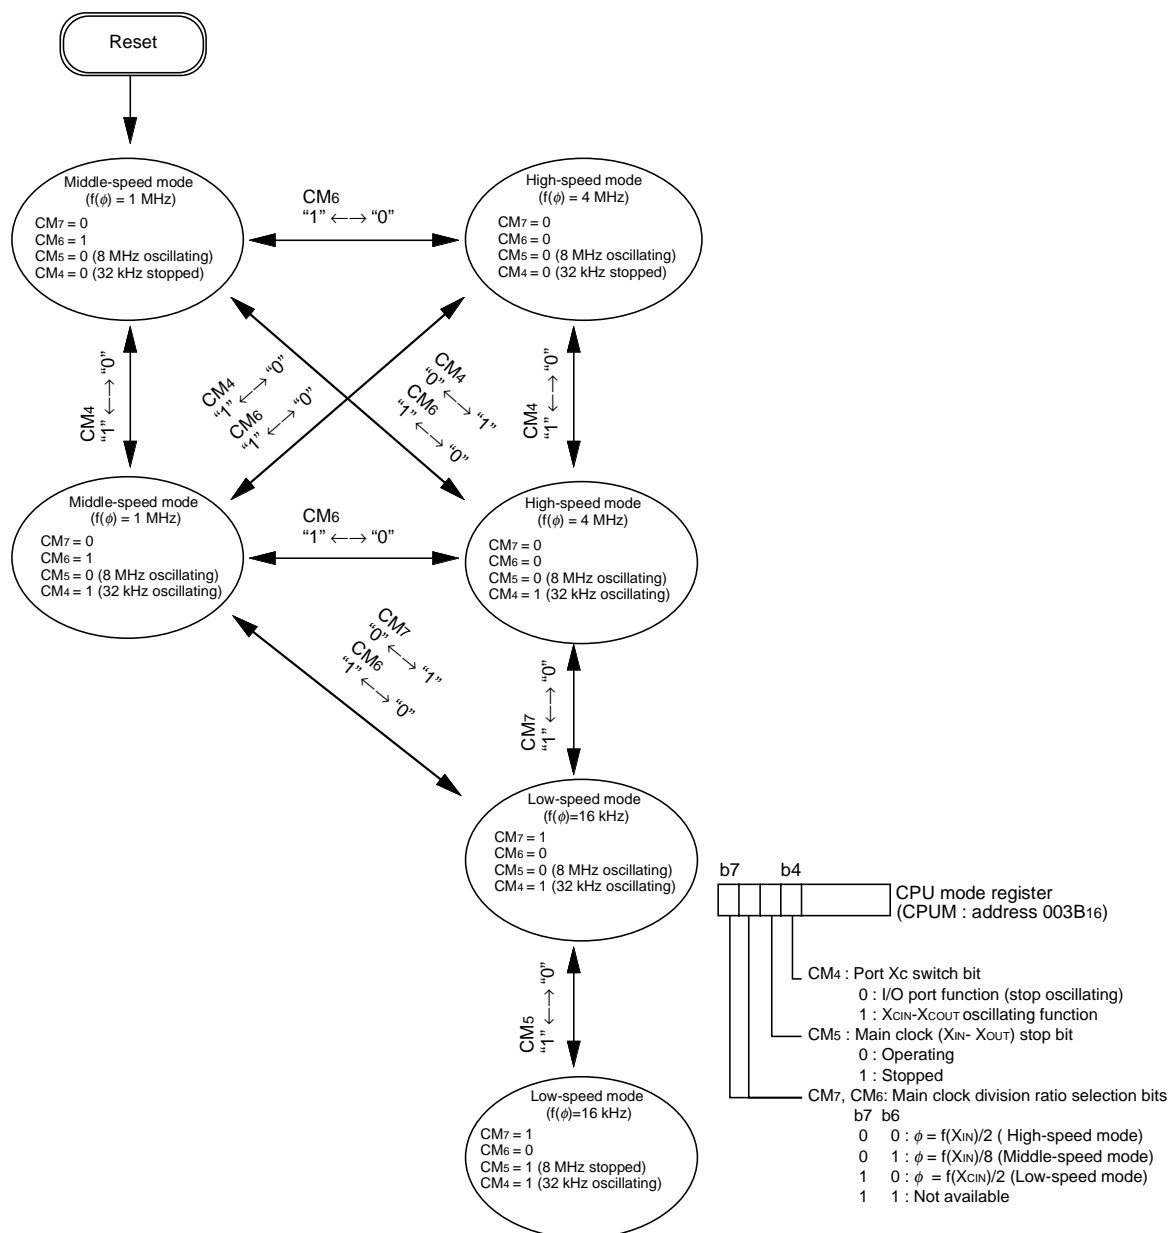 Reset
Middle-speed mode
(f(ϕ) = 1 MHz)
CM7 = 0
CM6 = 1
CM5 = 0 (8 MHz oscillating)
CM4 = 0 (32 kHz stopped)
CM6
“1” ←→ “0”
High-speed mode
(f(ϕ) = 4 MHz)
CM7 = 0
CM6 = 0
CM5 = 0 (8 MHz oscillating)
CM4 = 0 (32 kHz stopped)
CM4
“1” ←→ “0”
CM4
“1” ←→ “0”
CM6
“1” ←→ “0”
CM4
“0” ←→ “1”
CM6
“1” ←→ “0”
CM4
“1” ←→ “0”
Middle-speed mode
(f(ϕ) = 1 MHz)
CM7 = 0
CM6 = 1
CM5 = 0 (8 MHz oscillating)
CM4 = 1 (32 kHz oscillating)
CM6
“1” ←→ “0”
High-speed mode
(f(ϕ) = 4 MHz)
CM7 = 0
CM6 = 0
CM5 = 0 (8 MHz oscillating)
CM4 = 1 (32 kHz oscillating)
CM7
“0” ←→ “1”
CM6
“1” ←→ “0”
CM7
“1” ←→ “0”
Low-speed mode
(f(ϕ)=16 kHz)
CM7 = 1
CM6 = 0
CM5 = 0 (8 MHz oscillating)
CM4 = 1 (32 kHz oscillating)
CM5
“1” ←→ “0”
Low-speed mode
(f(ϕ)=16 kHz)
CM7 = 1
CM6 = 0
CM5 = 1 (8 MHz stopped)
CM4 = 1 (32 kHz oscillating)
b7 b4
CPU mode register
(CPUM : address 003B16)
CM4 : Port Xc switch bit
0 : I/O port function (stop oscillating)
1 : XCIN-XCOUT oscillating function
CM5 : Main clock (XIN- XOUT) stop bit
0 : Operating
1 : Stopped
CM7, CM6: Main clock division ratio selection bits
b7 b6
0 0 : ϕ = f(XIN)/2 ( High-speed mode)
0 1 : ϕ = f(XIN)/8 (Middle-speed mode)
1 0 : ϕ = f(XCIN)/2 (Low-speed mode)
1 1 : Not available